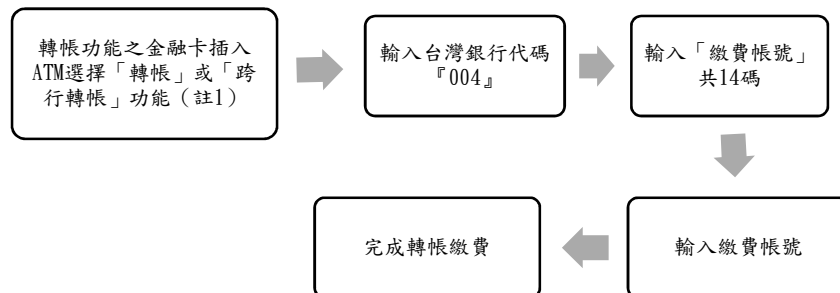 轉帳功能之金融卡插入
ATM選擇「轉帳」或「跨
行轉帳」功能（註1）
輸入台灣銀行代碼
『004』
輸入「繳費帳號」
共14碼
輸入繳費帳號
完成轉帳繳費